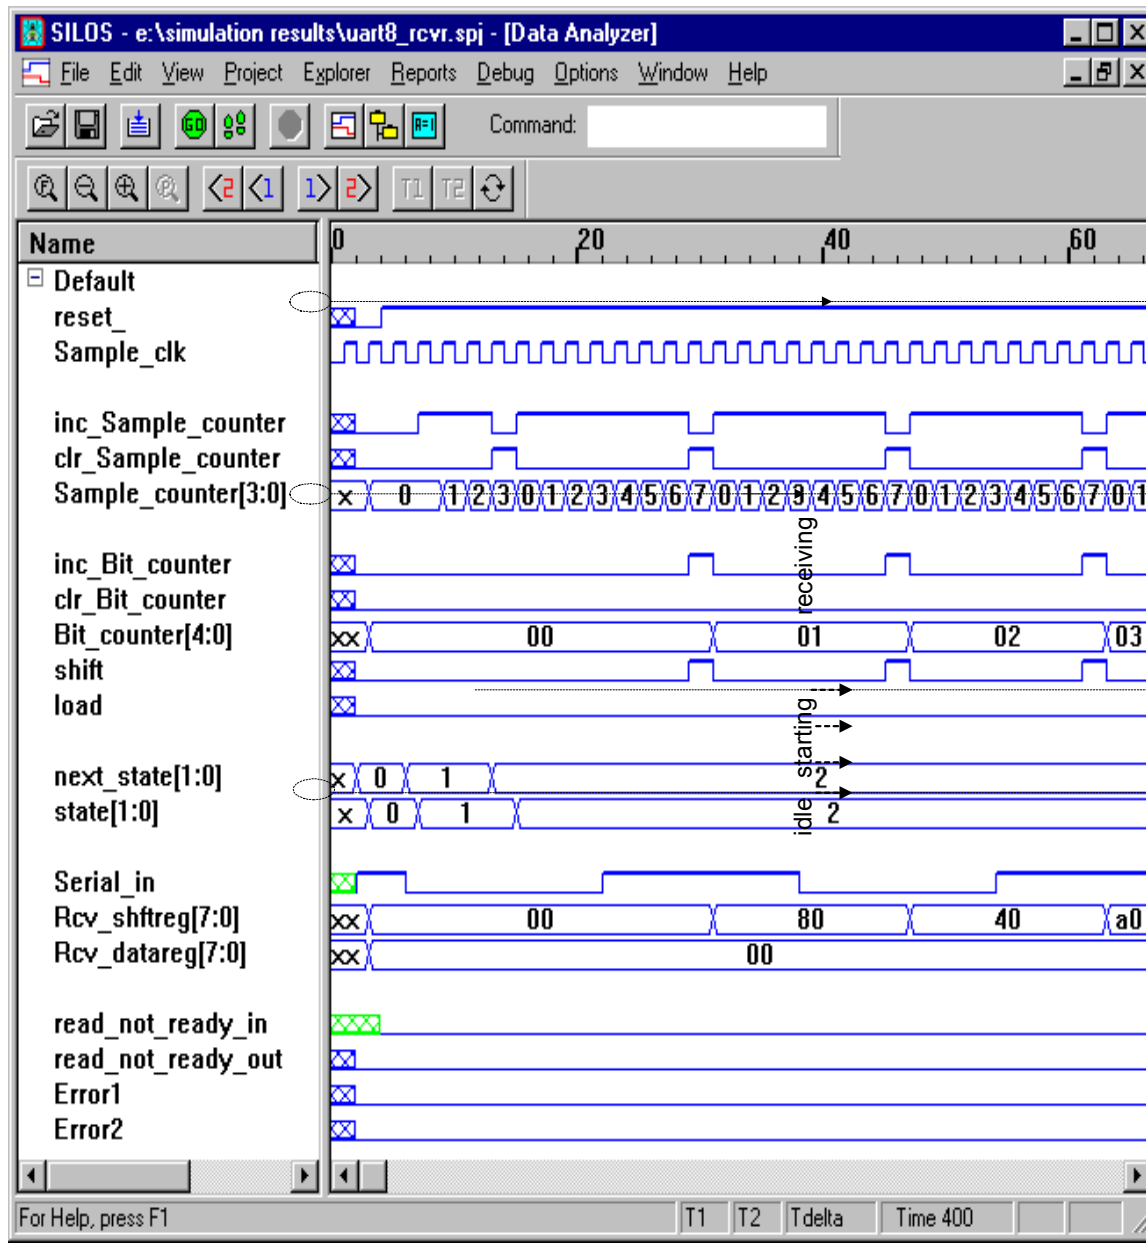 SILOS - e:\simulation results\uart8_rcvr.spj - [Data Analyzer]
File Edit View Project Explorer Reports Debug Options Window Help
GO A=1 Command:
F R <2 <1 1> 2> T1 T2
Name 0 20 40 60
Default
reset_
Sample_clk
inc_Sample_counter
clr_Sample_counter
Sample_counter[3:0] x 0 1 2 3 0 1 2 3 4 5 6 7 0 1 2 3 4 5 6 7 0 1 2 3 4 5 6 7 0 1
receiving
inc_Bit_counter
clr_Bit_counter
Bit_counter[4:0] xx 00 01 02 03
shift
load
starting
next_state[1:0] x 0 1 2
idle
state[1:0] x 0 1 2
Serial_in
Rcv_shftreg[7:0] xx 00 80 40 a0
Rcv_datareg[7:0] xx 00
read_not_ready_in
read_not_ready_out
Error1
Error2
For Help, press F1 T1 T2 Tdelta Time 400